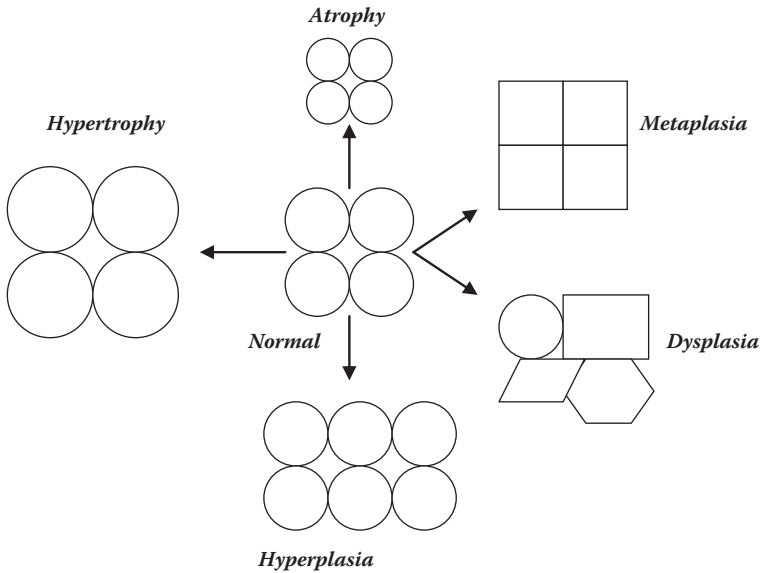 Atrophy
Hypertrophy
Metaplasia
Normal
Dysplasia
Hyperplasia